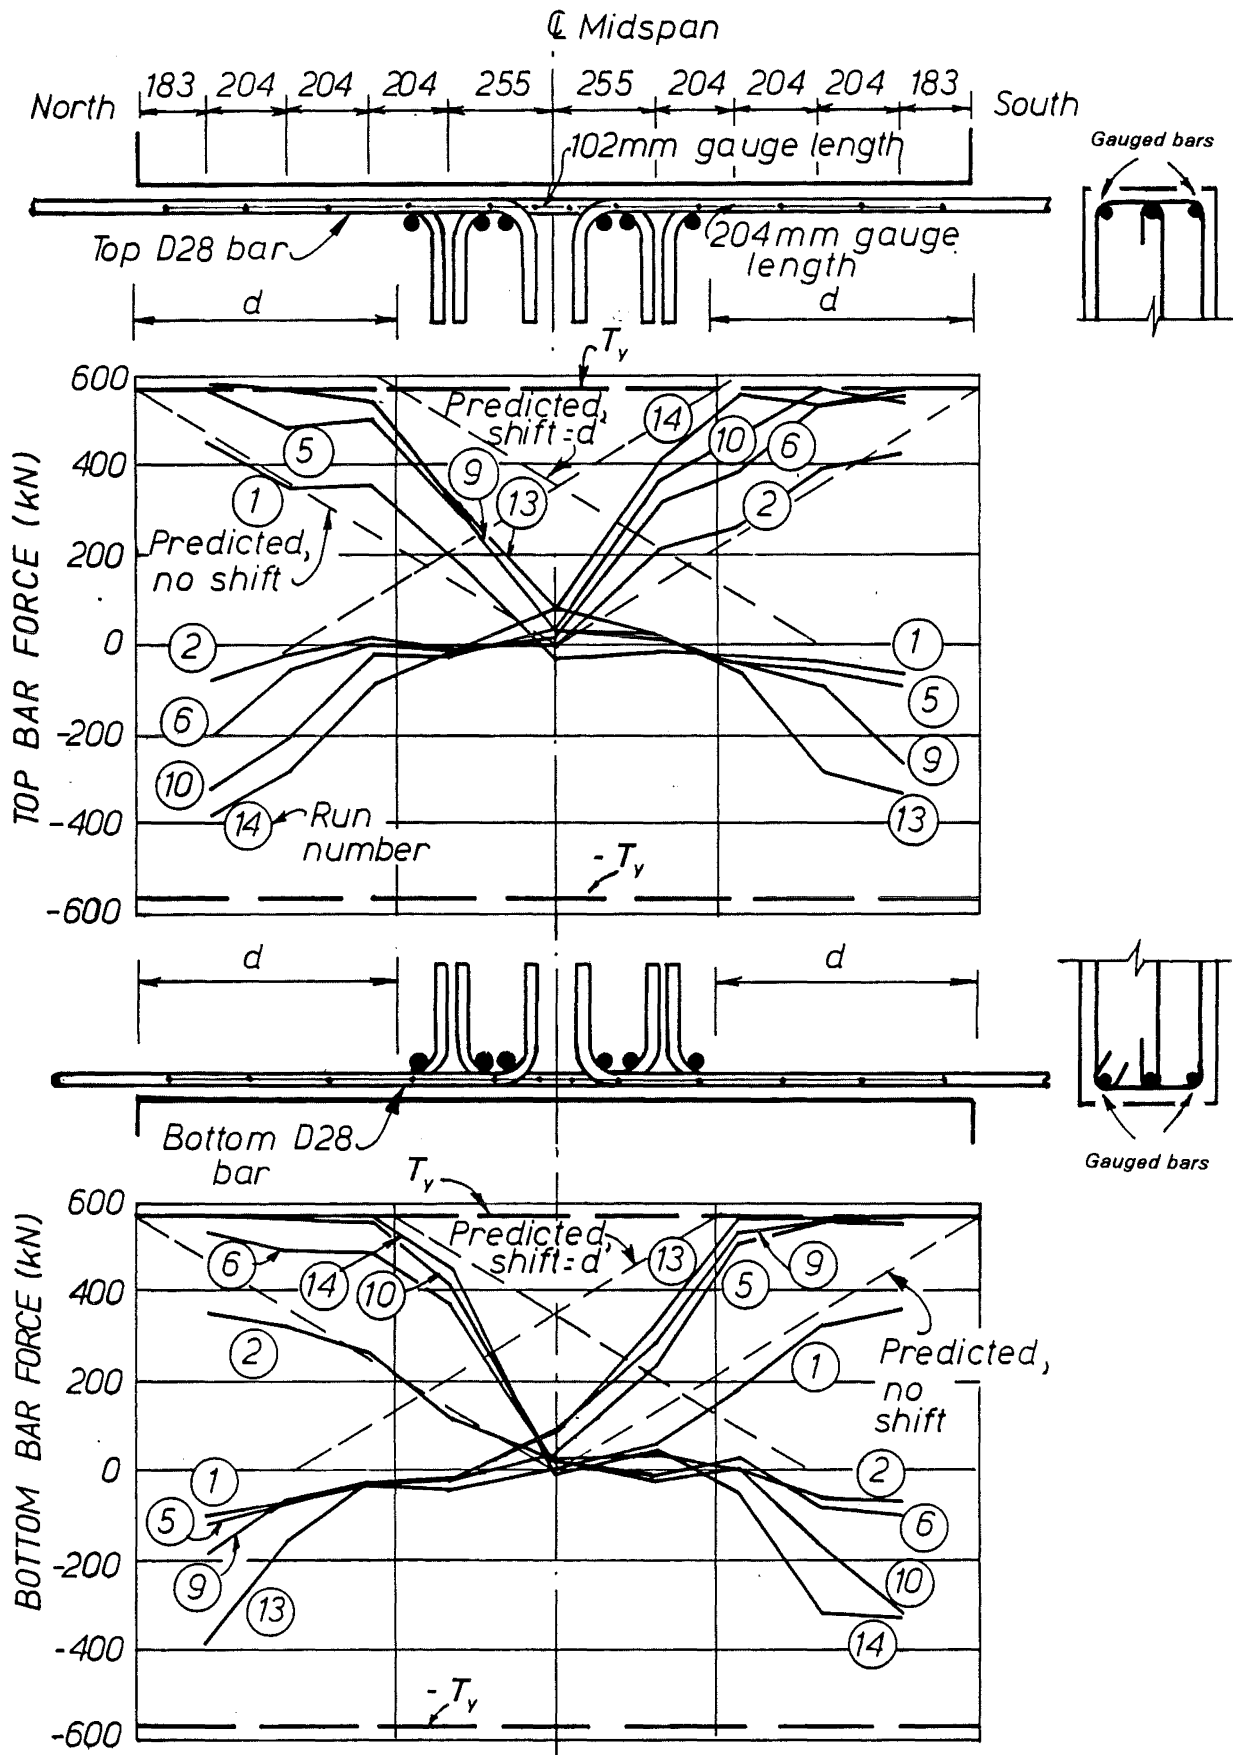 ℄ Midspan
183 204 204 204 255 255 204 204 204 183
North
South
102mm gauge length
Gauged bars
Top D28 bar
204mm gauge
length
d
d
Ty
600
400
200
0
-200
-400
-600
TOP BAR FORCE (kN)
Predicted,
shift=d
14
10
6
5
9
13
1
2
Predicted,
no shift
2
1
6
5
10
9
14
Run
number
13
- Ty
d
d
Bottom D28
bar
Gauged bars
Ty
600
400
200
0
-200
-400
-600
BOTTOM BAR FORCE (kN)
Predicted,
shift=d
6
14
10
13
9
5
2
1
Predicted,
no
shift
1
2
5
6
9
10
13
14
- Ty